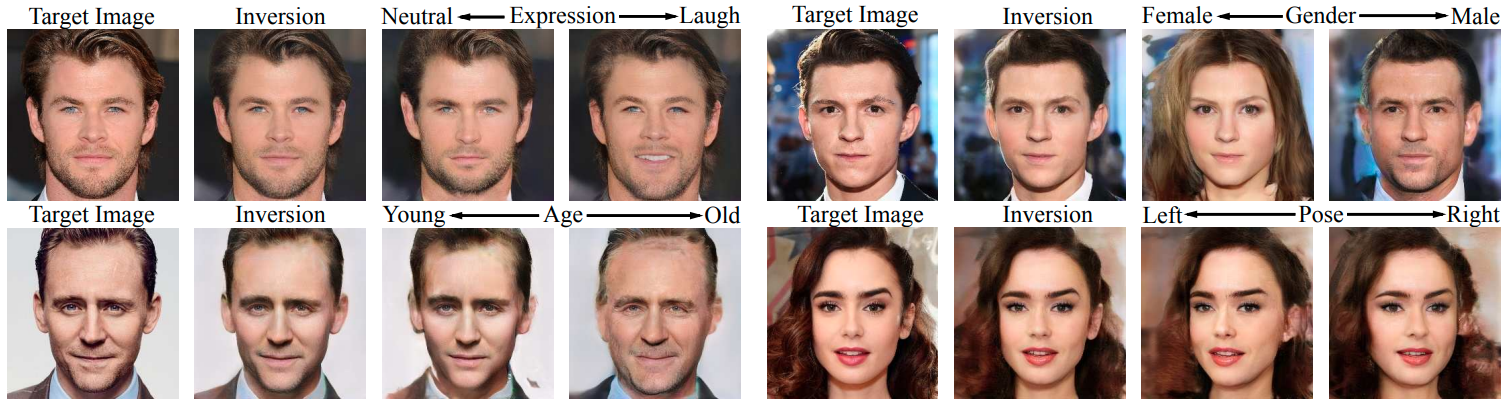 Target Image Inversion Neutral Expression Laugh Target Image Inversion Female Gender Male
Target Image Inversion Young Age Old Target Image Inversion Left Pose Right